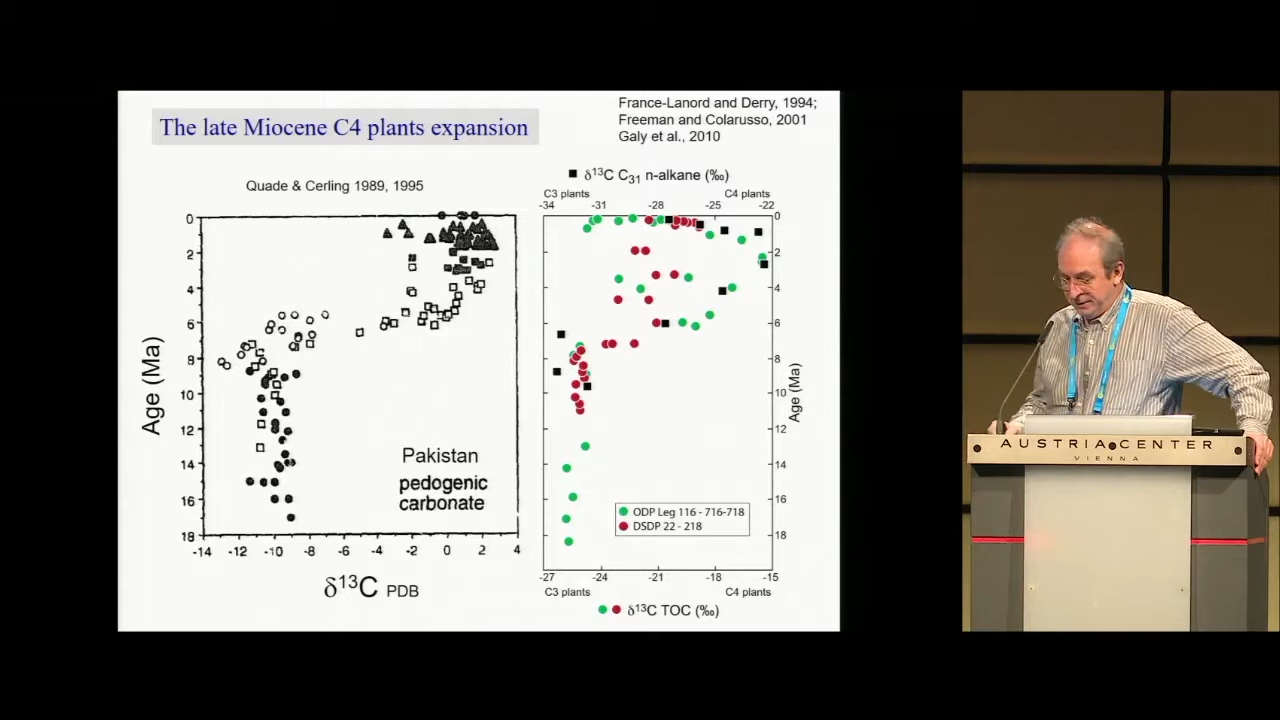 The late Miocene C4 plants expansion
France-Lanord and Derry, 1994;
Freeman and Colarusso, 2001
Galy et al., 2010
Quade & Cerling 1989, 1995
0
2
4
6
8
10
12
14
16
18
Age (Ma)
Pakistan
pedogenic
carbonate
-14 -12 -10 -8 -6 -4 -2 0 2 4
δ13C PDB
δ13C C31 n-alkane (‰)
C3 plants C4 plants
-34 -31 -28 -25 -22
0
2
4
6
8
10
12
14
16
18
Age (Ma)
ODP Leg 116 - 716-718
DSDP 22 - 218
-27 -24 -21 -18 -15
C3 plants C4 plants
δ13C TOC (‰)
AUSTRIA CENTER
VIENNA